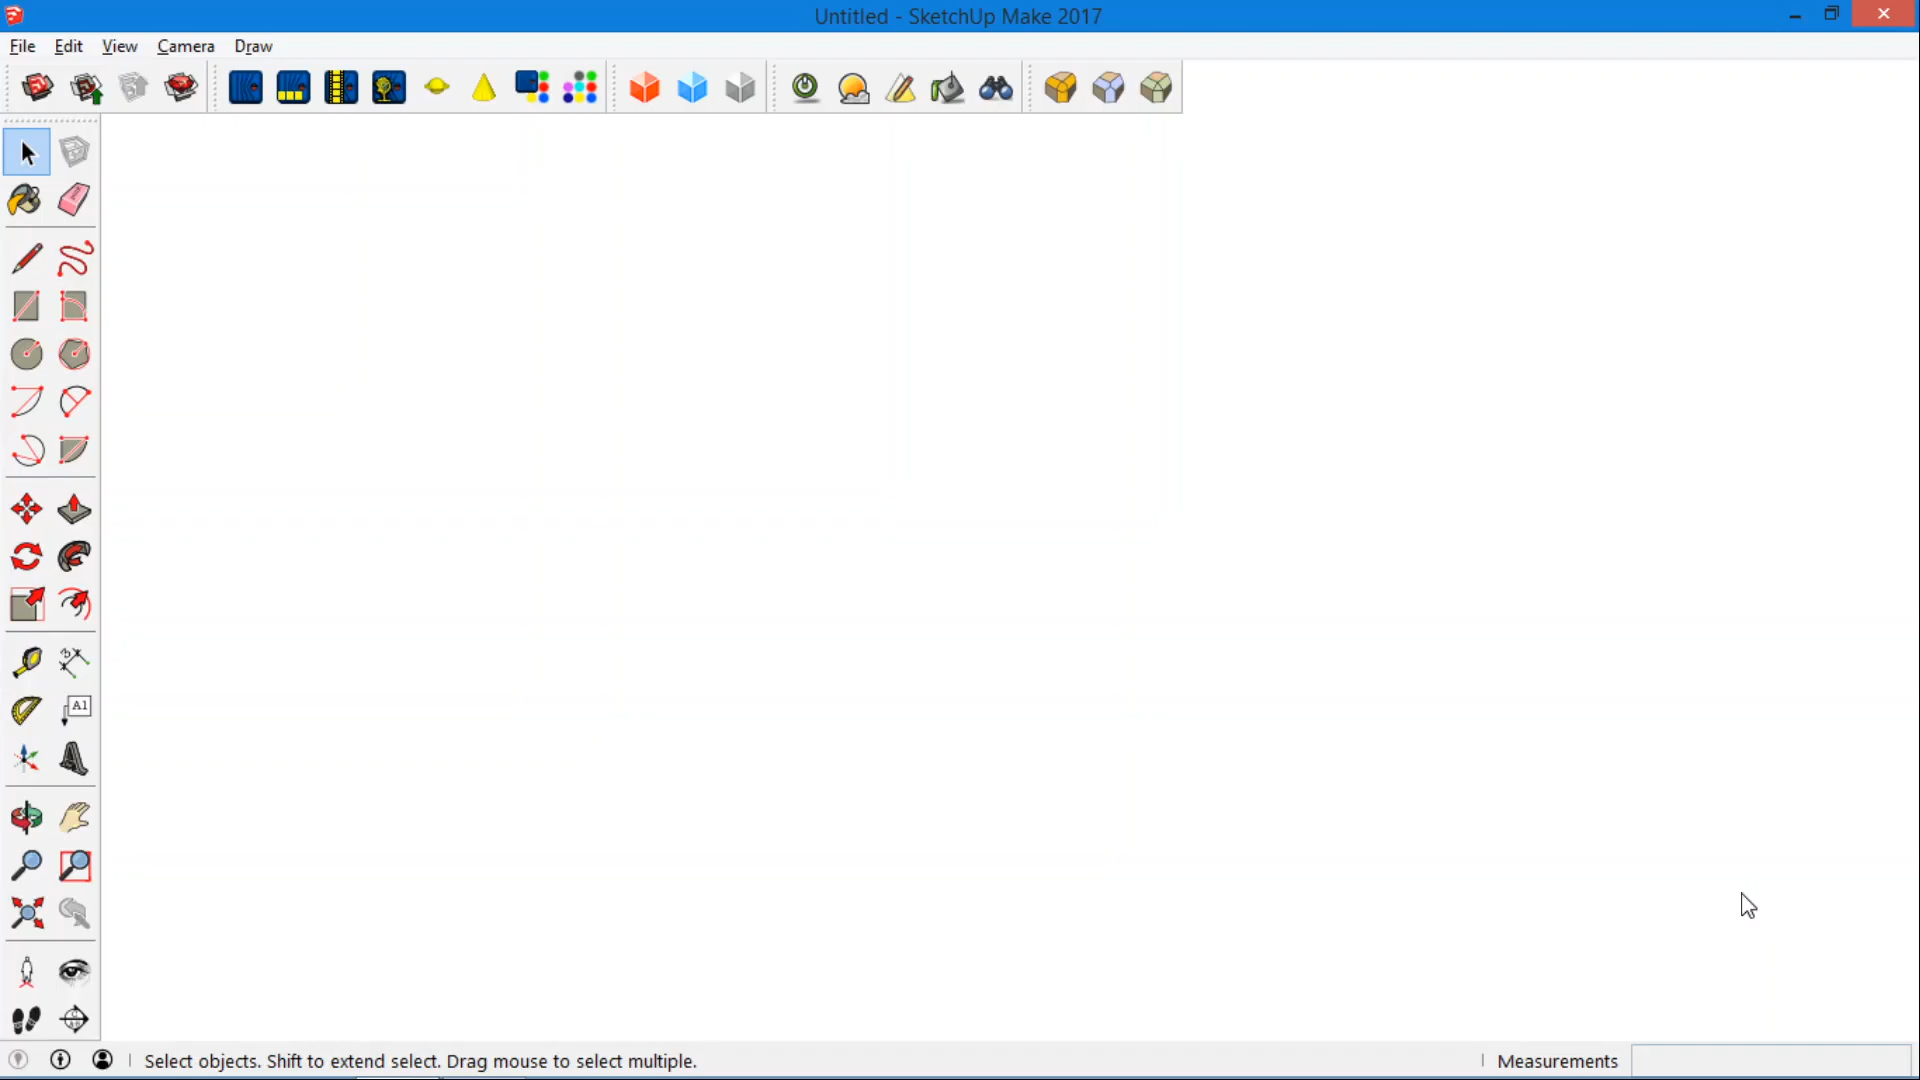 Untitled - SketchUp Make 2017
File Edit View Camera Draw
A1
Select objects. Shift to extend select. Drag mouse to select multiple.
Measurements